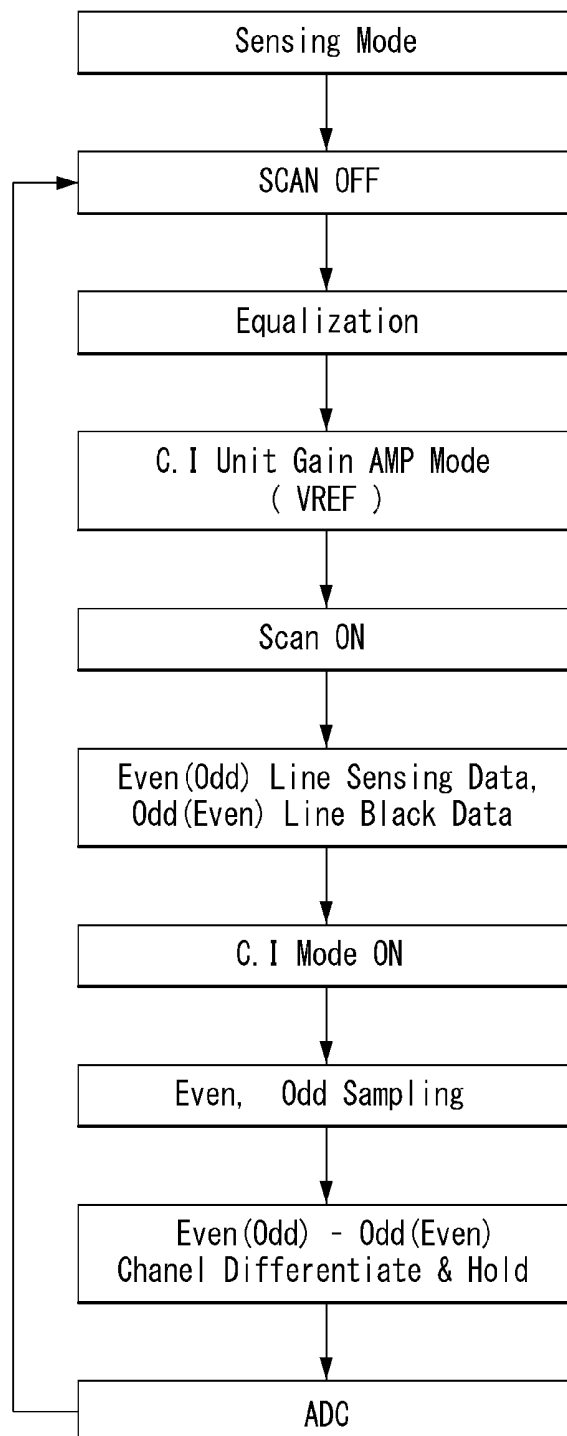 Sensing Mode
SCAN OFF
Equalization
C.I Unit Gain AMP Mode
( VREF )
Scan ON
Even(Odd) Line Sensing Data,
Odd(Even) Line Black Data
C.I Mode ON
Even, Odd Sampling
Even(Odd) - Odd(Even)
Chanel Differentiate & Hold
ADC